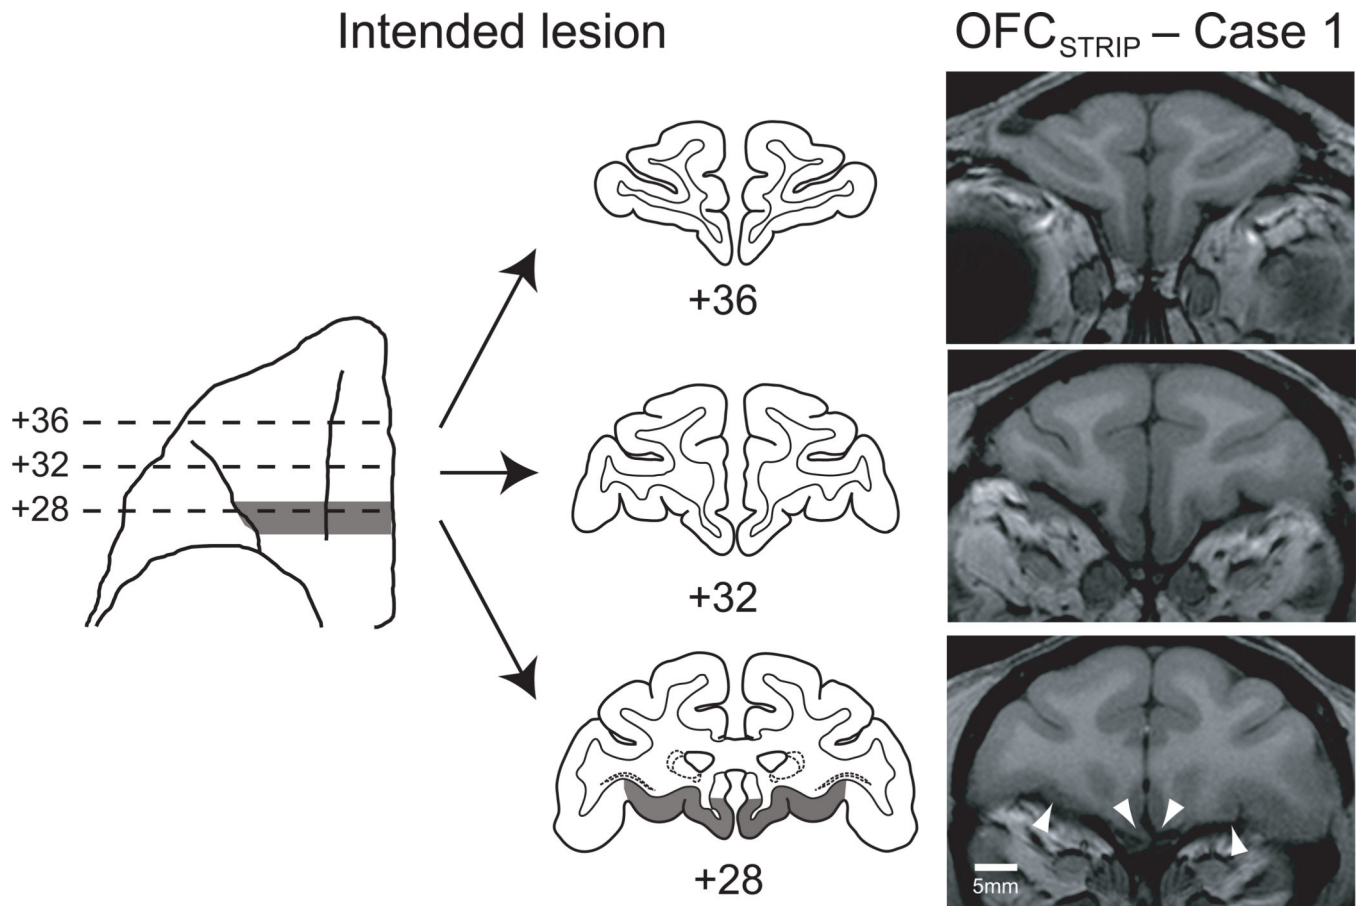 Intended lesion
OFCSTRIP – Case 1
+36
+32
+28
+36
+32
+28
5mm